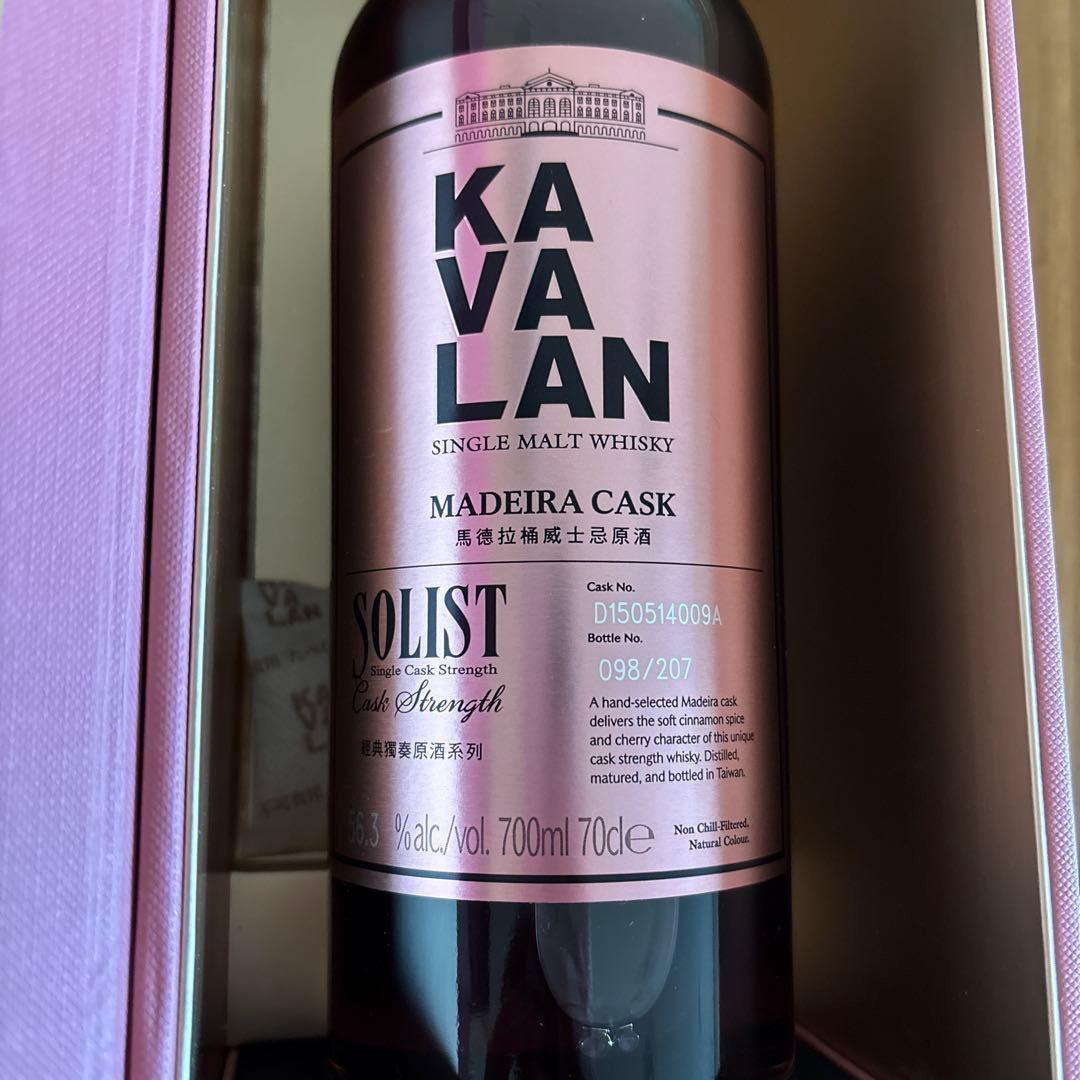 KA
VA
LAN
SINGLE MALT WHISKY
MADEIRA CASK
馬德拉桶威士忌原酒
SOLIST
Single Cask Strength
Cask Strength
經典獨奏原酒系列
Cask No.
D150514009A
Bottle No.
098/207
A hand-selected Madeira cask
delivers the soft cinnamon spice
and cherry character of this unique
cask strength whisky. Distilled,
matured, and bottled in Taiwan.
56.3 %alc./vol. 700ml 70cl℮
Non Chill-Filtered.
Natural Colour.
VA
LAN